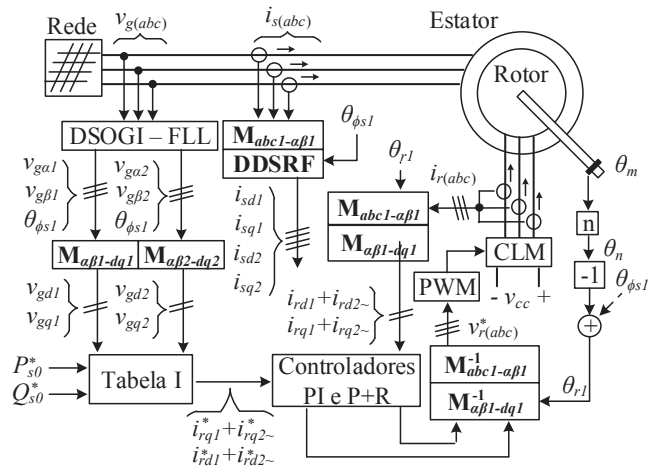 Rede
v_g(abc)
i_s(abc)
Estator
Rotor
DSOGI – FLL
M_abc1-αβ1
DDSRF
θ_ϕs1
θ_r1
i_r(abc)
θ_m
v_gα1
v_gβ1
θ_ϕs1
v_gα2
v_gβ2
θ_ϕs1
i_sd1
i_sq1
i_sd2
i_sq2
M_abc1-αβ1
M_αβ1-dq1
n
θ_n
-1
θ_ϕs1
+
CLM
- v_cc +
PWM
M_αβ1-dq1 M_αβ2-dq2
v_gd1
v_gq1
v_gd2
v_gq2
i_rd1+i_rd2~
i_rq1+i_rq2~
v*_r(abc)
P*_s0
Q*_s0
Tabela I
Controladores
PI e P+R
M^-1_abc1-αβ1
M^-1_αβ1-dq1
θ_r1
i*_rq1+i*_rq2~
i*_rd1+i*_rd2~